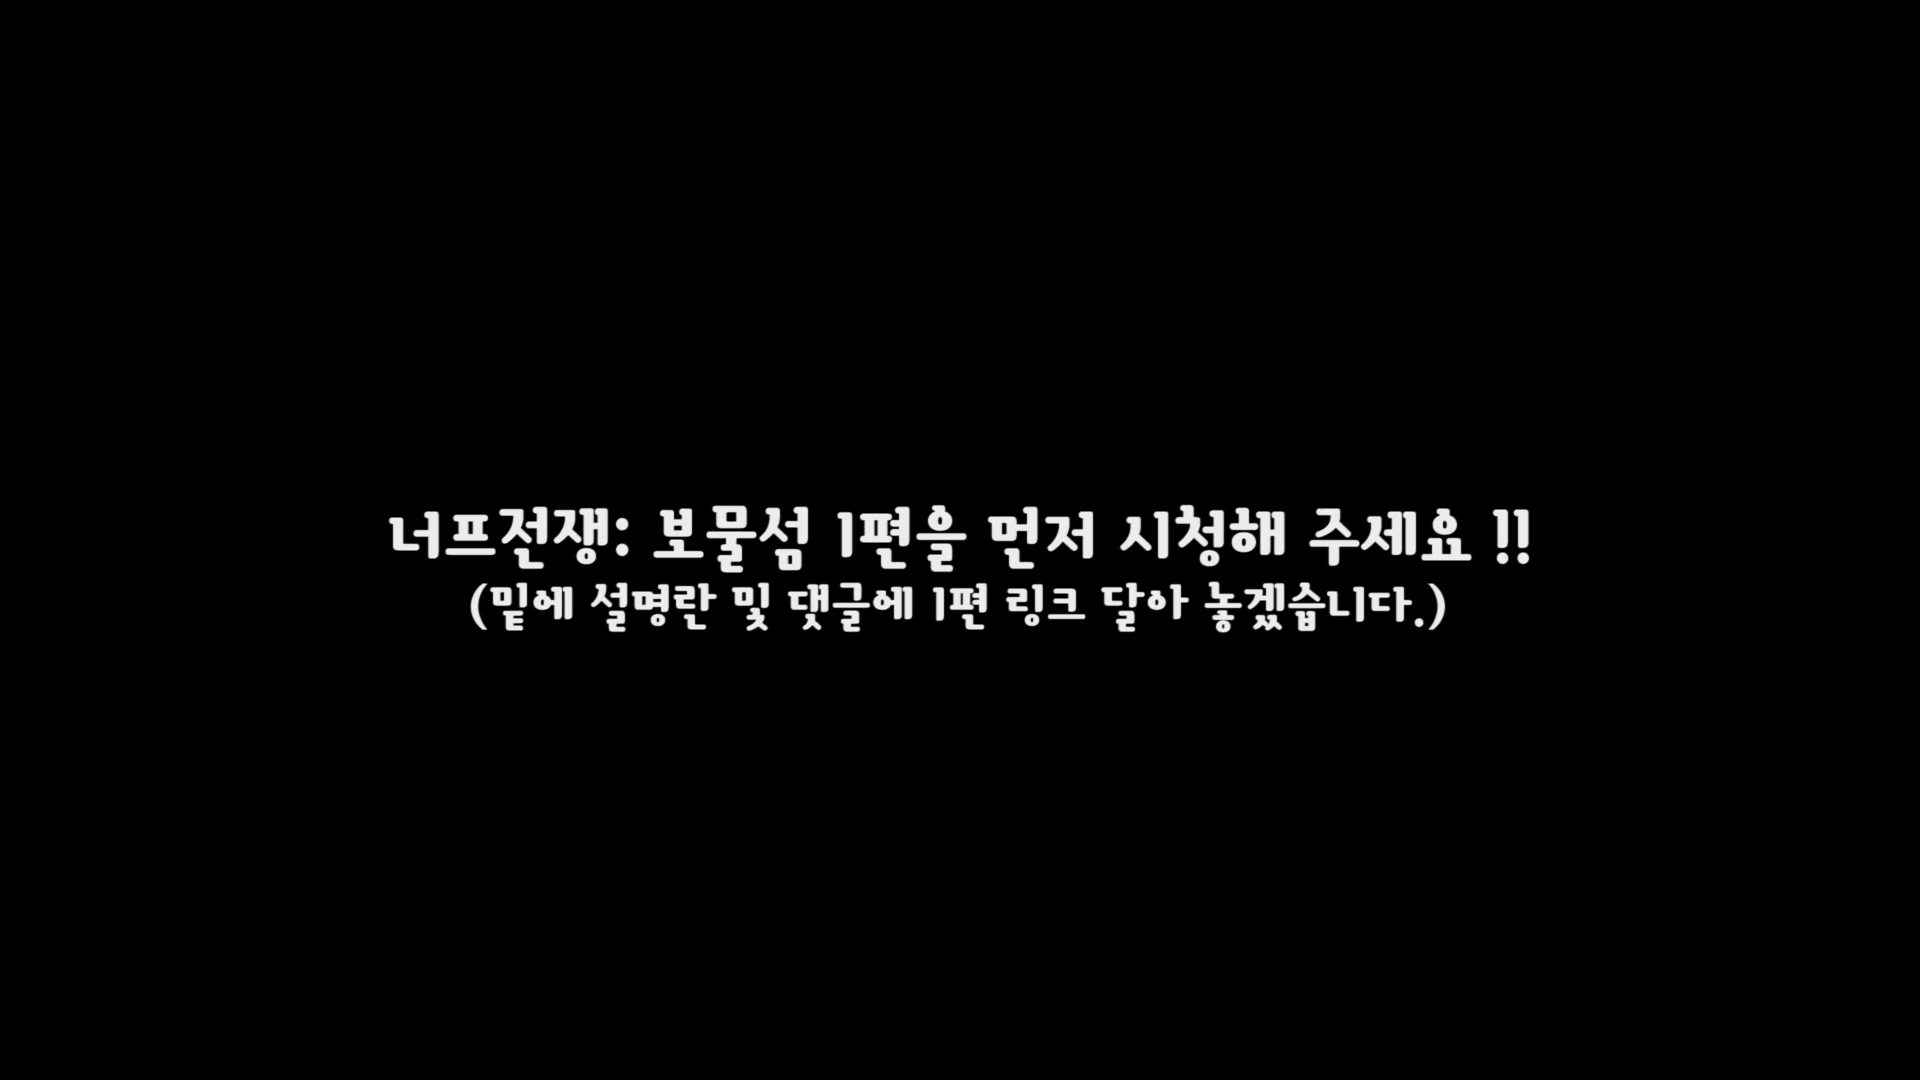 너프전쟁: 보물섬 1편을 먼저 시청해 주세요 !!
(밑에 설명란 및 댓글에 1편 링크 달아 놓겠습니다.)